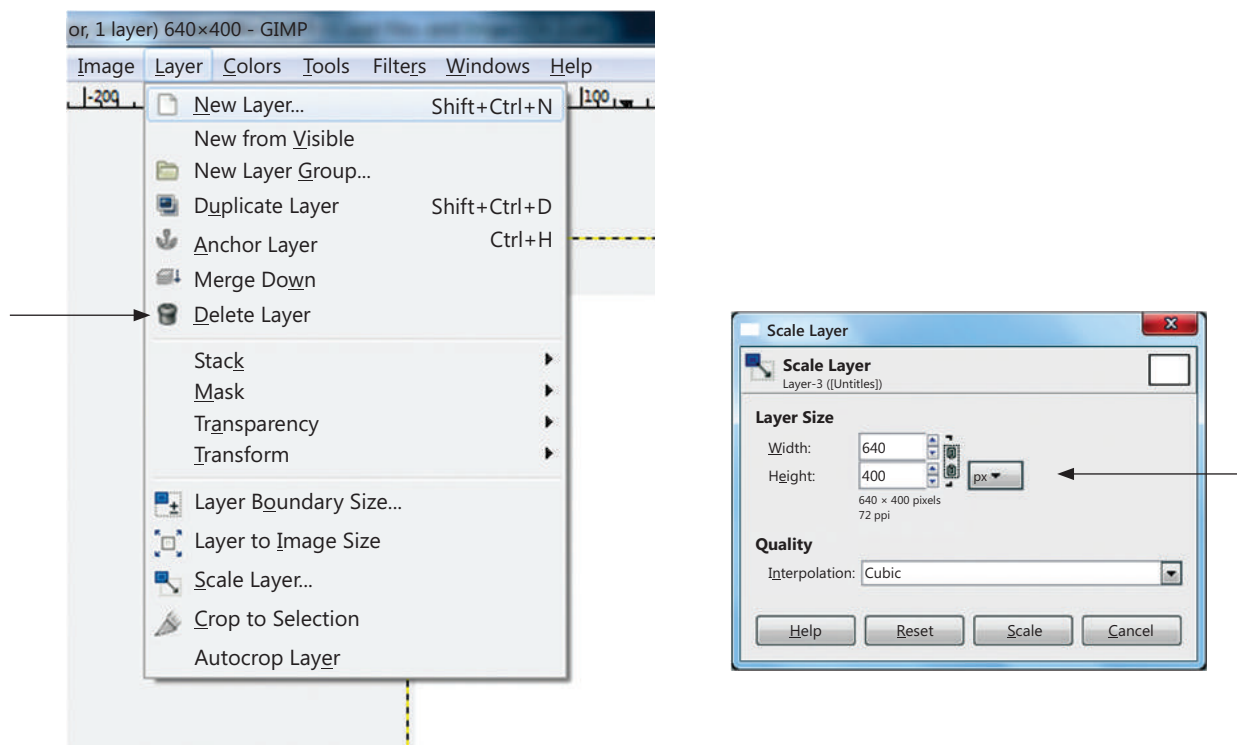 or, 1 layer) 640×400 - GIMP
Image Layer Colors Tools Filters Windows Help
-200 100
New Layer... Shift+Ctrl+N
New from Visible
New Layer Group...
Duplicate Layer Shift+Ctrl+D
Anchor Layer Ctrl+H
Merge Down
Delete Layer
Stack
Mask
Transparency
Transform
Layer Boundary Size...
Layer to Image Size
Scale Layer...
Crop to Selection
Autocrop Layer
Scale Layer
Scale Layer
Layer-3 ([Untitles])
Layer Size
Width: 640
Height: 400 px
640 × 400 pixels
72 ppi
Quality
Interpolation: Cubic
Help Reset Scale Cancel